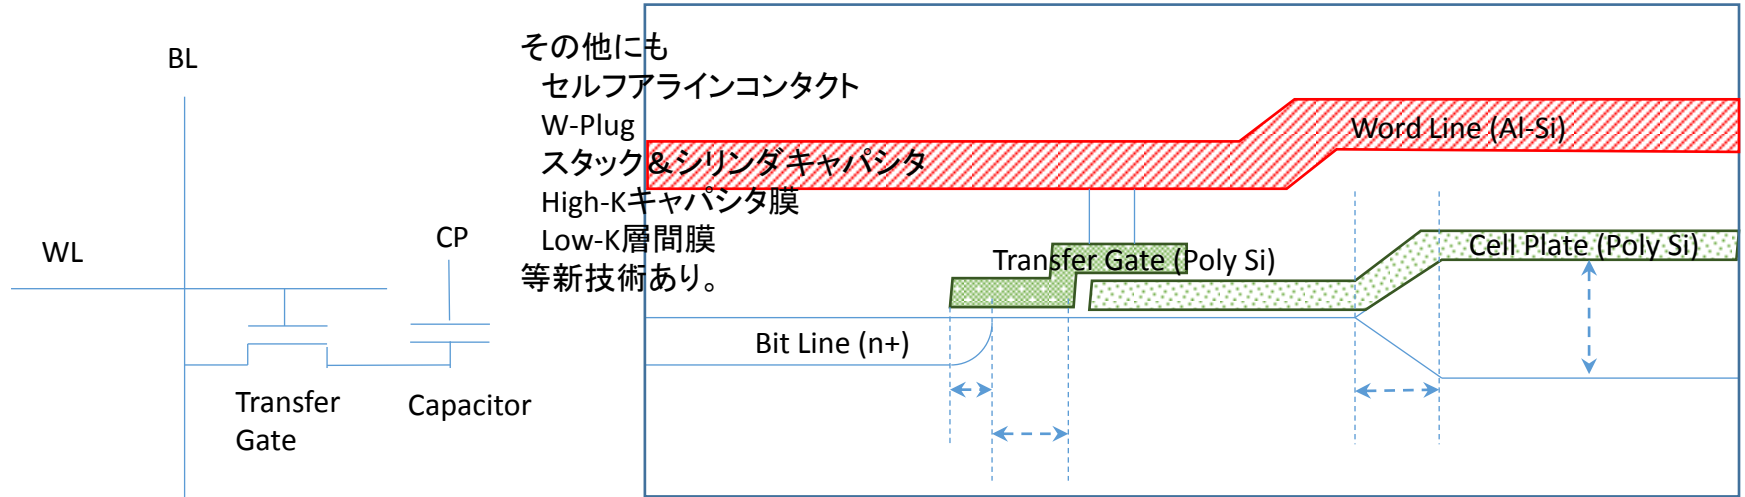 BL
WL
CP
Transfer
Gate
Capacitor
その他にも
セルフアラインコンタクト
W-Plug
スタック＆シリンダキャパシタ
High-Kキャパシタ膜
Low-K層間膜
等新技術あり。
Word Line (Al-Si)
Transfer Gate (Poly Si)
Cell Plate (Poly Si)
Bit Line (n+)